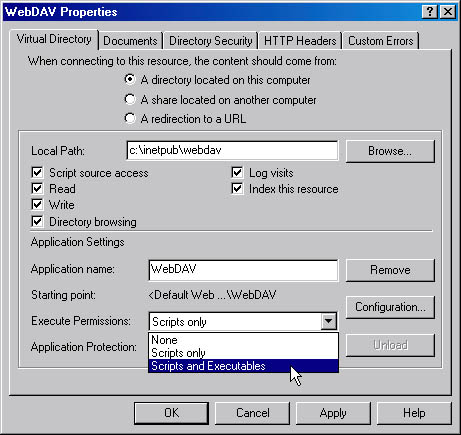 WebDAV Properties
Virtual Directory Documents Directory Security HTTP Headers Custom Errors
When connecting to this resource, the content should come from:
A directory located on this computer
A share located on another computer
A redirection to a URL
Local Path: c:\inetpub\webdav Browse...
Script source access Log visits
Read Index this resource
Write
Directory browsing
Application Settings
Application name: WebDAV Remove
Starting point: <Default Web ...\WebDAV
Configuration...
Execute Permissions: Scripts only
None
Application Protection: Scripts only Unload
Scripts and Executables
OK Cancel Apply Help